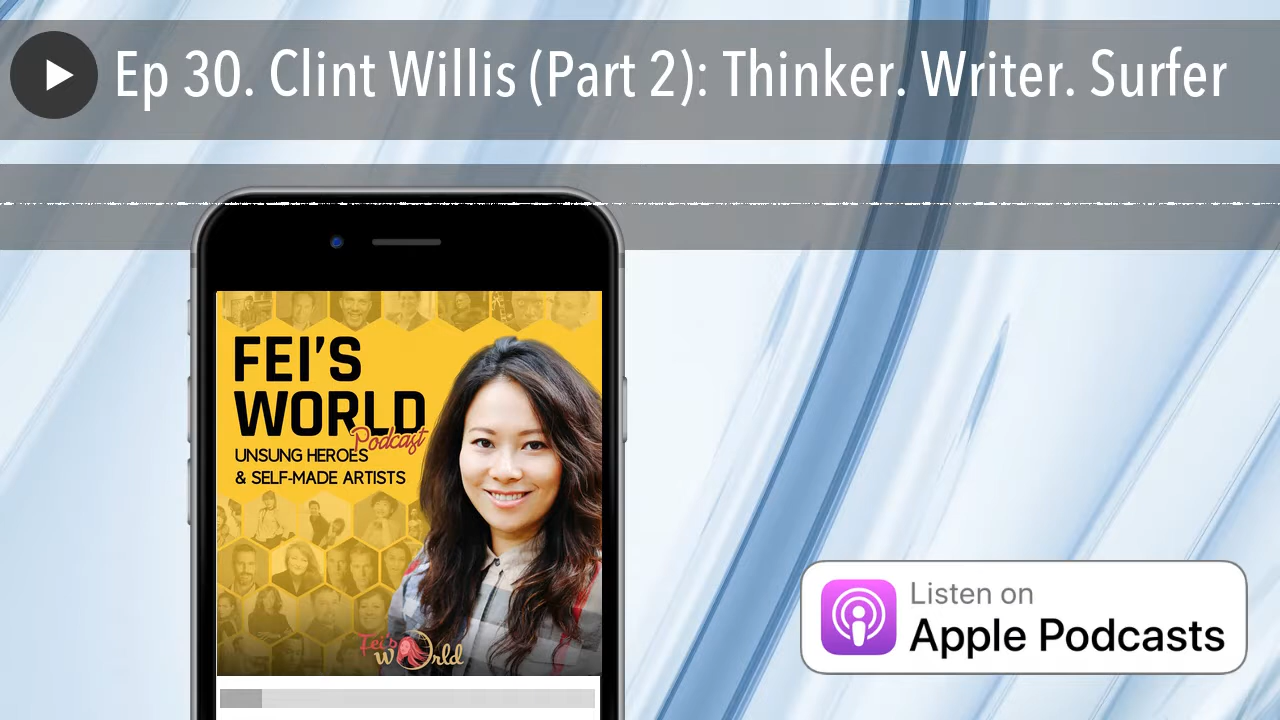 Ep 30. Clint Willis (Part 2): Thinker. Writer. Surfer
FEI'S
WORLD
Podcast
UNSUNG HEROES
& SELF-MADE ARTISTS
Fei's
wOrld
Listen on
Apple Podcasts